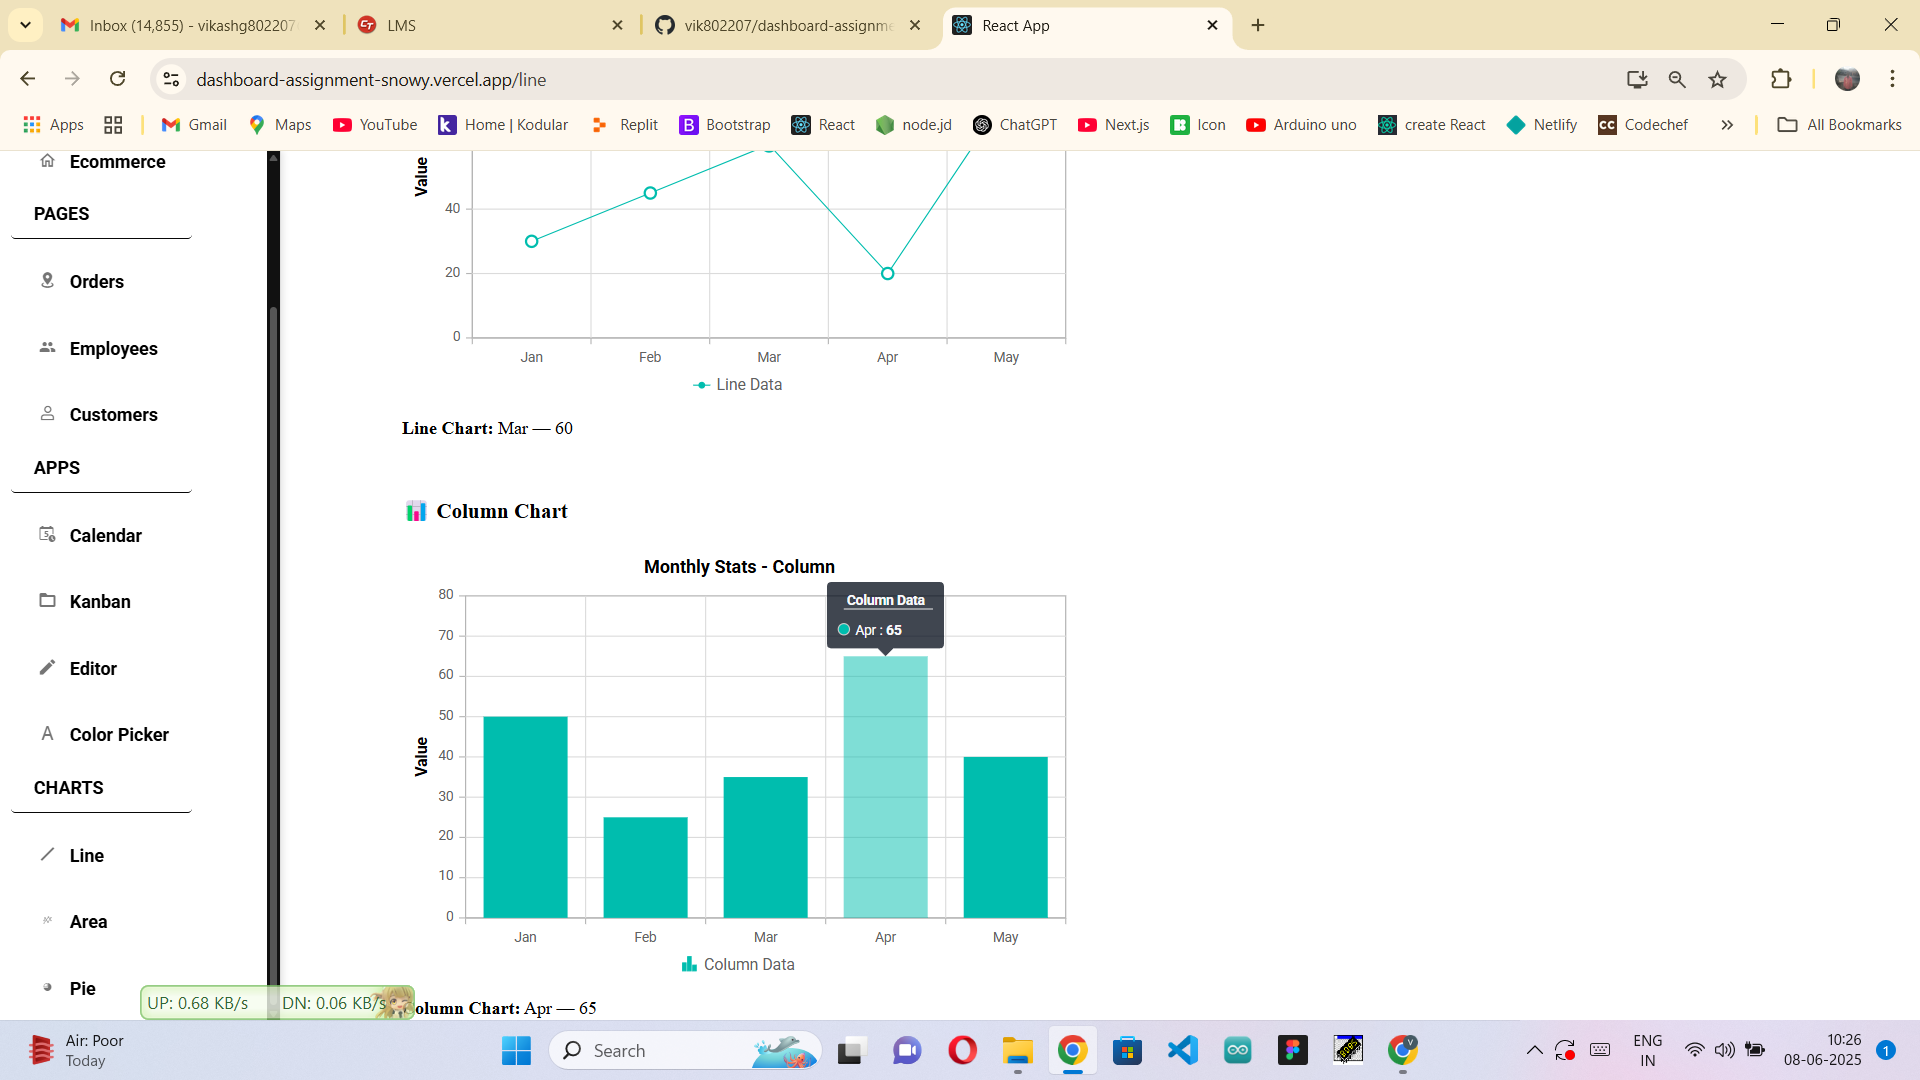 Inbox (14,855) - vikashg802207
LMS
vik802207/dashboard-assignme
React App
dashboard-assignment-snowy.vercel.app/line
Apps
Gmail
Maps
YouTube
Home | Kodular
Replit
Bootstrap
React
node.jd
ChatGPT
Next.js
Icon
Arduino uno
create React
Netlify
Codechef
All Bookmarks
Ecommerce
PAGES
Orders
Employees
Customers
APPS
Calendar
Kanban
Editor
Color Picker
CHARTS
Line
Area
Pie
Value
40
20
0
Jan Feb Mar Apr May
Line Data
Line Chart: Mar — 60
Column Chart
Monthly Stats - Column
Column Data
Apr : 65
80
70
60
50
40
30
20
10
0
Value
Jan Feb Mar Apr May
Column Data
olumn Chart: Apr — 65
UP: 0.68 KB/s DN: 0.06 KB/s
Air: Poor
Today
Search
ENG
IN
10:26
08-06-2025
1